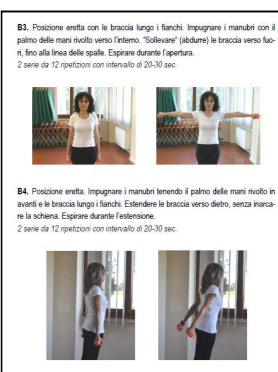 B3. Posizione eretta con le braccia lungo i fianchi. Impugnare i manubri con il
palmo delle mani rivolto verso l'interno. "Sollevare" (abdurre) le braccia verso fuo-
ri, fino alla linea delle spalle. Espirare durante l'apertura.
2 serie da 12 ripetizioni con intervallo di 20-30 sec.
B4. Posizione eretta. Impugnare i manubri tenendo il palmo delle mani rivolto in
avanti e le braccia lungo i fianchi. Estendere le braccia verso dietro, senza inarca-
re la schiena. Espirare durante l'estensione.
2 serie da 12 ripetizioni con intervallo di 20-30 sec.